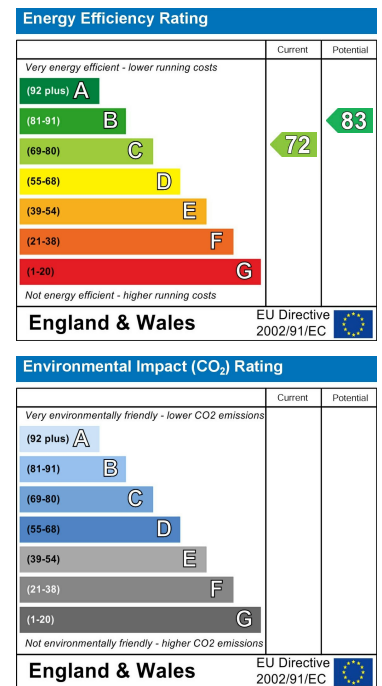 Energy Efficiency Rating
Current Potential
Very energy efficient - lower running costs
(92 plus) A
(81-91) B 83
(69-80) C 72
(55-68) D
(39-54) E
(21-38) F
(1-20) G
Not energy efficient - higher running costs
England & Wales
EU Directive
2002/91/EC
Environmental Impact (CO₂) Rating
Current Potential
Very environmentally friendly - lower CO2 emissions
(92 plus) A
(81-91) B
(69-80) C
(55-68) D
(39-54) E
(21-38) F
(1-20) G
Not environmentally friendly - higher CO2 emissions
England & Wales
EU Directive
2002/91/EC